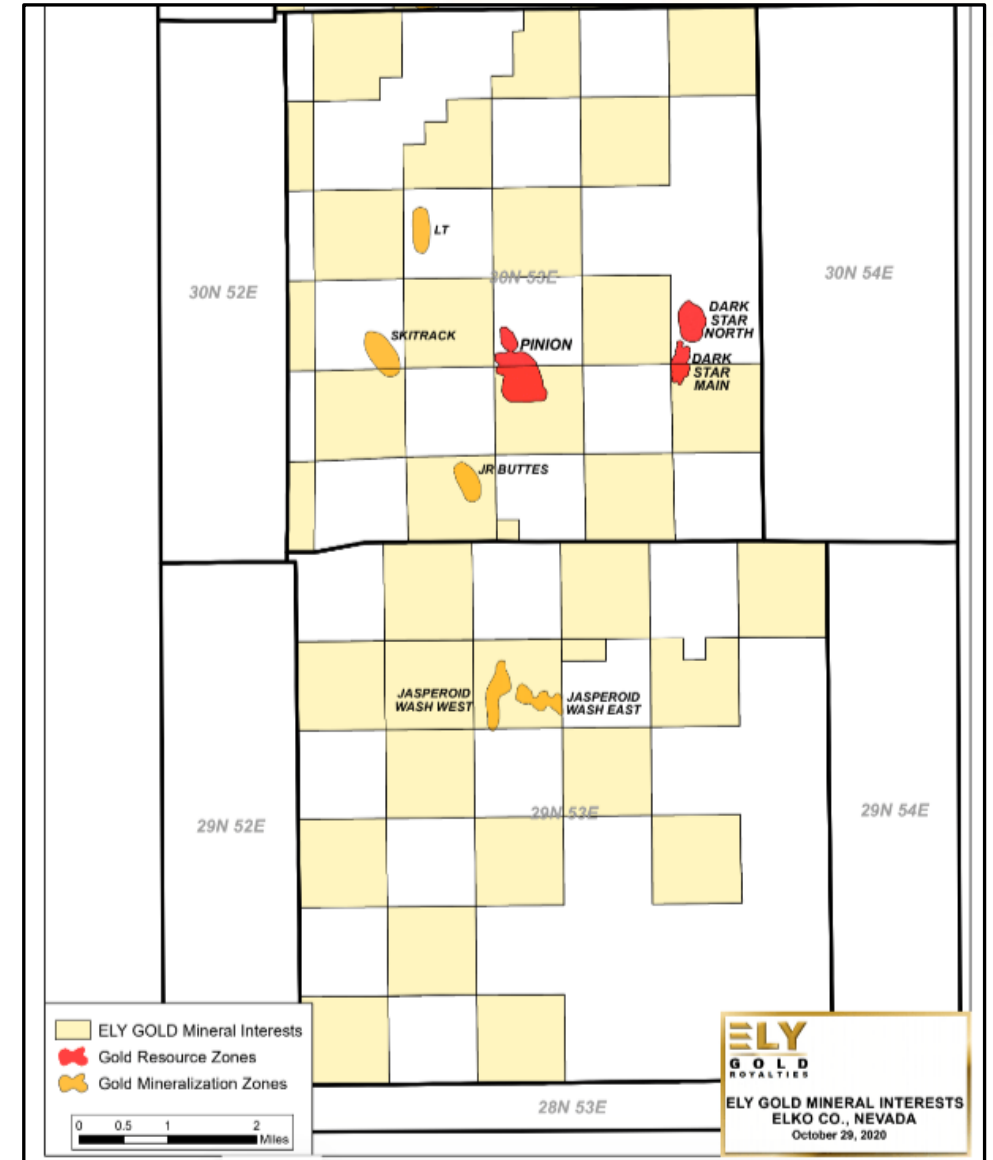 LT
30N 53E
30N 54E
30N 52E
SKITRACK
PINION
DARK
STAR
NORTH
DARK
STAR
MAIN
JR BUTTES
JASPEROID
WASH WEST
JASPEROID
WASH EAST
29N 53E
29N 54E
29N 52E
ELY GOLD Mineral Interests
Gold Resource Zones
Gold Mineralization Zones
0 0.5 1 2
Miles
28N 53E
ELY
GOLD
ROYALTIES
ELY GOLD MINERAL INTERESTS
ELKO CO., NEVADA
October 29, 2020